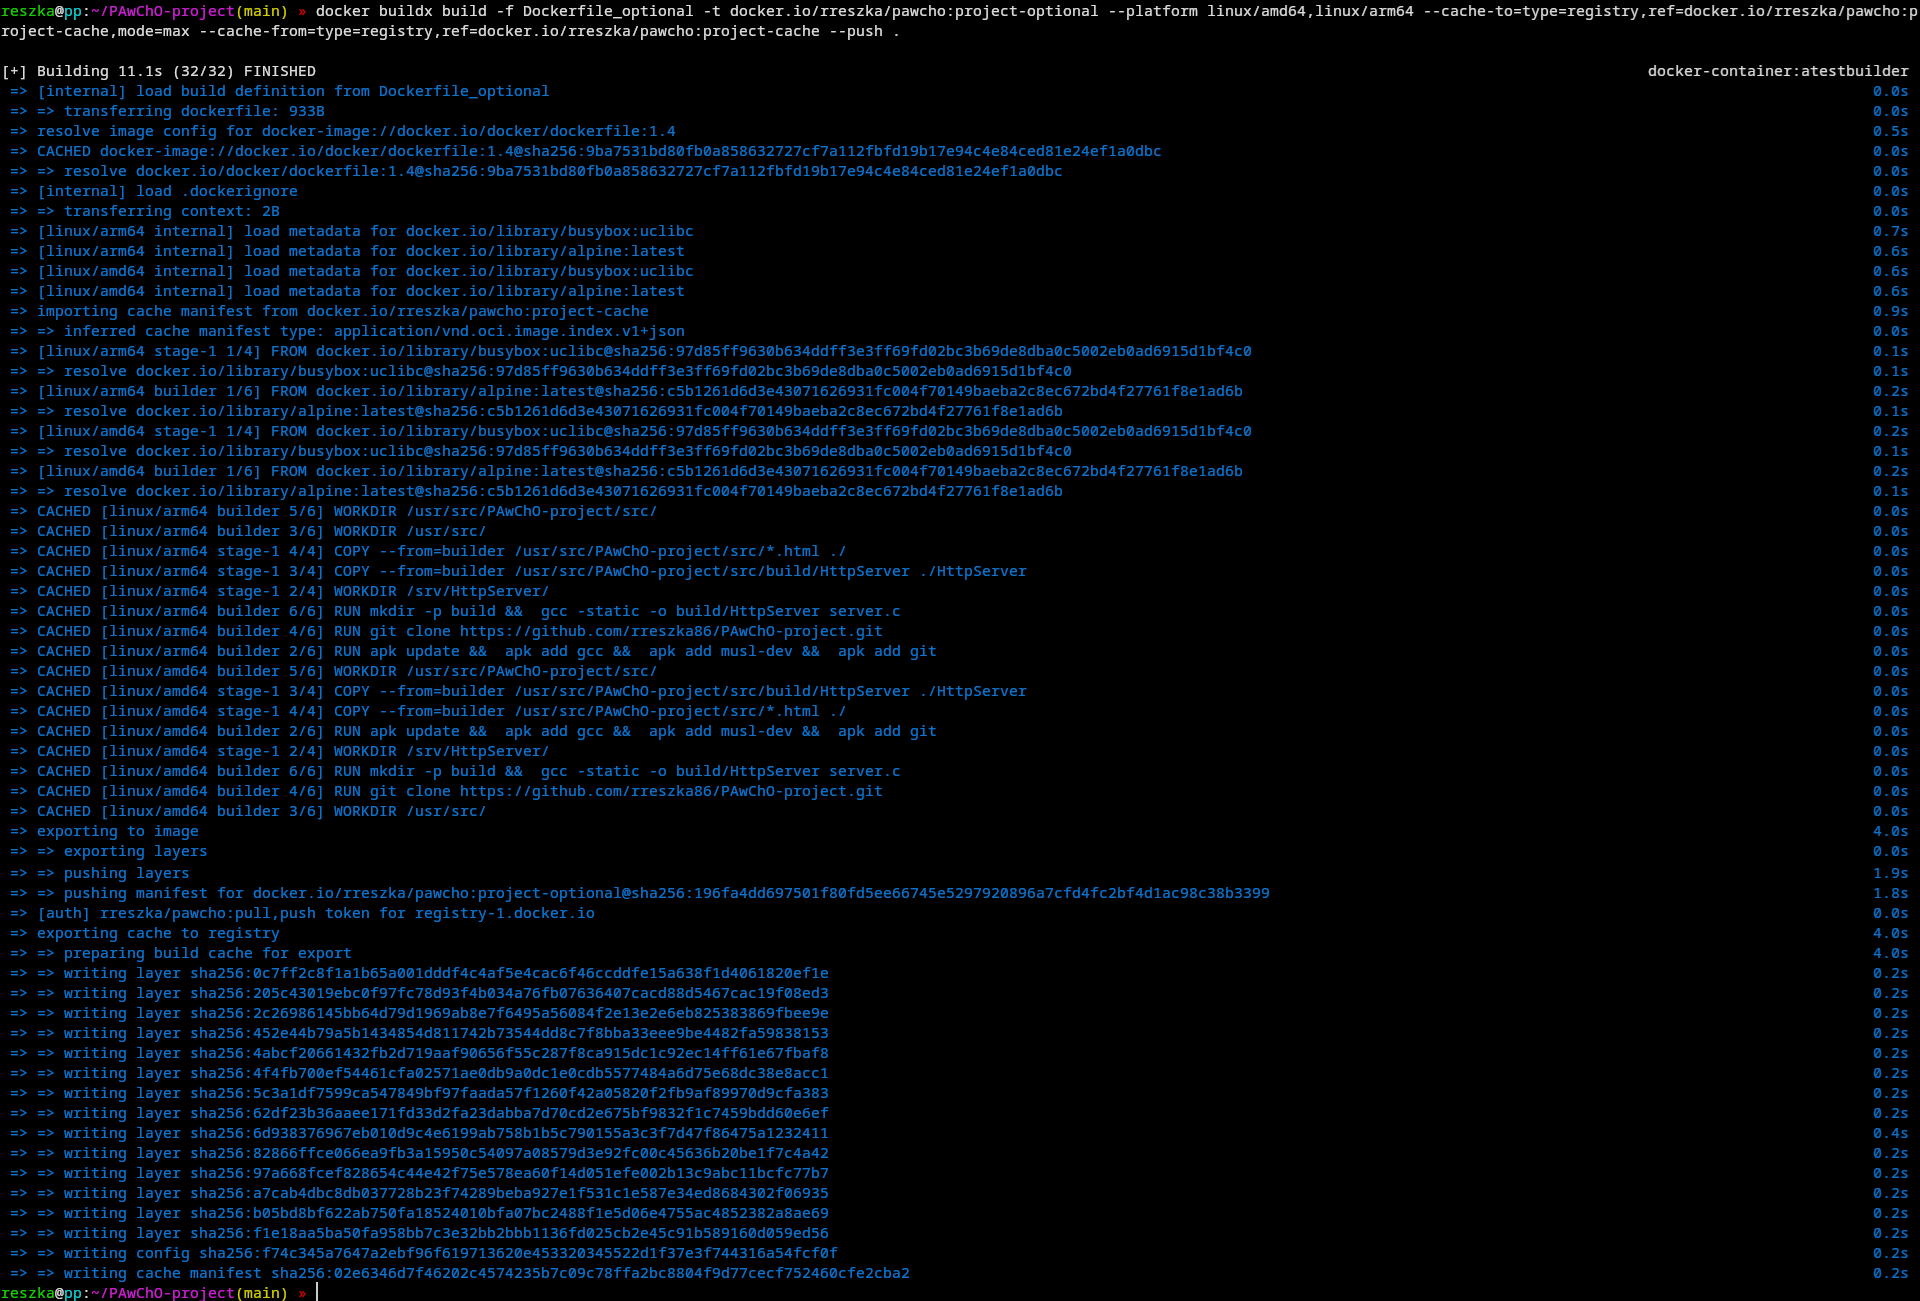 reszka@pp:~/PAwChO-project(main) » docker buildx build -f Dockerfile_optional -t docker.io/rreszka/pawcho:project-optional --platform linux/amd64,linux/arm64 --cache-to=type=registry,ref=docker.io/rreszka/pawcho:p
roject-cache,mode=max --cache-from=type=registry,ref=docker.io/rreszka/pawcho:project-cache --push .
[+] Building 11.1s (32/32) FINISHED docker-container:atestbuilder
=> [internal] load build definition from Dockerfile_optional 0.0s
=> => transferring dockerfile: 933B 0.0s
=> resolve image config for docker-image://docker.io/docker/dockerfile:1.4 0.5s
=> CACHED docker-image://docker.io/docker/dockerfile:1.4@sha256:9ba7531bd80fb0a858632727cf7a112fbfd19b17e94c4e84ced81e24ef1a0dbc 0.0s
=> => resolve docker.io/docker/dockerfile:1.4@sha256:9ba7531bd80fb0a858632727cf7a112fbfd19b17e94c4e84ced81e24ef1a0dbc 0.0s
=> [internal] load .dockerignore 0.0s
=> => transferring context: 2B 0.0s
=> [linux/arm64 internal] load metadata for docker.io/library/busybox:uclibc 0.7s
=> [linux/arm64 internal] load metadata for docker.io/library/alpine:latest 0.6s
=> [linux/amd64 internal] load metadata for docker.io/library/busybox:uclibc 0.6s
=> [linux/amd64 internal] load metadata for docker.io/library/alpine:latest 0.6s
=> importing cache manifest from docker.io/rreszka/pawcho:project-cache 0.9s
=> => inferred cache manifest type: application/vnd.oci.image.index.v1+json 0.0s
=> [linux/arm64 stage-1 1/4] FROM docker.io/library/busybox:uclibc@sha256:97d85ff9630b634ddff3e3ff69fd02bc3b69de8dba0c5002eb0ad6915d1bf4c0 0.1s
=> => resolve docker.io/library/busybox:uclibc@sha256:97d85ff9630b634ddff3e3ff69fd02bc3b69de8dba0c5002eb0ad6915d1bf4c0 0.1s
=> [linux/arm64 builder 1/6] FROM docker.io/library/alpine:latest@sha256:c5b1261d6d3e43071626931fc004f70149baeba2c8ec672bd4f27761f8e1ad6b 0.2s
=> => resolve docker.io/library/alpine:latest@sha256:c5b1261d6d3e43071626931fc004f70149baeba2c8ec672bd4f27761f8e1ad6b 0.1s
=> [linux/amd64 stage-1 1/4] FROM docker.io/library/busybox:uclibc@sha256:97d85ff9630b634ddff3e3ff69fd02bc3b69de8dba0c5002eb0ad6915d1bf4c0 0.2s
=> => resolve docker.io/library/busybox:uclibc@sha256:97d85ff9630b634ddff3e3ff69fd02bc3b69de8dba0c5002eb0ad6915d1bf4c0 0.1s
=> [linux/amd64 builder 1/6] FROM docker.io/library/alpine:latest@sha256:c5b1261d6d3e43071626931fc004f70149baeba2c8ec672bd4f27761f8e1ad6b 0.2s
=> => resolve docker.io/library/alpine:latest@sha256:c5b1261d6d3e43071626931fc004f70149baeba2c8ec672bd4f27761f8e1ad6b 0.1s
=> CACHED [linux/arm64 builder 5/6] WORKDIR /usr/src/PAwChO-project/src/ 0.0s
=> CACHED [linux/arm64 builder 3/6] WORKDIR /usr/src/ 0.0s
=> CACHED [linux/arm64 stage-1 4/4] COPY --from=builder /usr/src/PAwChO-project/src/*.html ./ 0.0s
=> CACHED [linux/arm64 stage-1 3/4] COPY --from=builder /usr/src/PAwChO-project/src/build/HttpServer ./HttpServer 0.0s
=> CACHED [linux/arm64 stage-1 2/4] WORKDIR /srv/HttpServer/ 0.0s
=> CACHED [linux/arm64 builder 6/6] RUN mkdir -p build &&  gcc -static -o build/HttpServer server.c 0.0s
=> CACHED [linux/arm64 builder 4/6] RUN git clone https://github.com/rreszka86/PAwChO-project.git 0.0s
=> CACHED [linux/arm64 builder 2/6] RUN apk update &&  apk add gcc &&  apk add musl-dev &&  apk add git 0.0s
=> CACHED [linux/amd64 builder 5/6] WORKDIR /usr/src/PAwChO-project/src/ 0.0s
=> CACHED [linux/amd64 stage-1 3/4] COPY --from=builder /usr/src/PAwChO-project/src/build/HttpServer ./HttpServer 0.0s
=> CACHED [linux/amd64 stage-1 4/4] COPY --from=builder /usr/src/PAwChO-project/src/*.html ./ 0.0s
=> CACHED [linux/amd64 builder 2/6] RUN apk update &&  apk add gcc &&  apk add musl-dev &&  apk add git 0.0s
=> CACHED [linux/amd64 stage-1 2/4] WORKDIR /srv/HttpServer/ 0.0s
=> CACHED [linux/amd64 builder 6/6] RUN mkdir -p build &&  gcc -static -o build/HttpServer server.c 0.0s
=> CACHED [linux/amd64 builder 4/6] RUN git clone https://github.com/rreszka86/PAwChO-project.git 0.0s
=> CACHED [linux/amd64 builder 3/6] WORKDIR /usr/src/ 0.0s
=> exporting to image 4.0s
=> => exporting layers 0.0s
=> => pushing layers 1.9s
=> => pushing manifest for docker.io/rreszka/pawcho:project-optional@sha256:196fa4dd697501f80fd5ee66745e5297920896a7cfd4fc2bf4d1ac98c38b3399 1.8s
=> [auth] rreszka/pawcho:pull,push token for registry-1.docker.io 0.0s
=> exporting cache to registry 4.0s
=> => preparing build cache for export 4.0s
=> => writing layer sha256:0c7ff2c8f1a1b65a001dddf4c4af5e4cac6f46ccddfe15a638f1d4061820ef1e 0.2s
=> => writing layer sha256:205c43019ebc0f97fc78d93f4b034a76fb07636407cacd88d5467cac19f08ed3 0.2s
=> => writing layer sha256:2c26986145bb64d79d1969ab8e7f6495a56084f2e13e2e6eb825383869fbee9e 0.2s
=> => writing layer sha256:452e44b79a5b1434854d811742b73544dd8c7f8bba33eee9be4482fa59838153 0.2s
=> => writing layer sha256:4abcf20661432fb2d719aaf90656f55c287f8ca915dc1c92ec14ff61e67fbaf8 0.2s
=> => writing layer sha256:4f4fb700ef54461cfa02571ae0db9a0dc1e0cdb5577484a6d75e68dc38e8acc1 0.2s
=> => writing layer sha256:5c3a1df7599ca547849bf97faada57f1260f42a05820f2fb9af89970d9cfa383 0.2s
=> => writing layer sha256:62df23b36aaee171fd33d2fa23dabba7d70cd2e675bf9832f1c7459bdd60e6ef 0.2s
=> => writing layer sha256:6d938376967eb010d9c4e6199ab758b1b5c790155a3c3f7d47f86475a1232411 0.4s
=> => writing layer sha256:82866ffce066ea9fb3a15950c54097a08579d3e92fc00c45636b20be1f7c4a42 0.2s
=> => writing layer sha256:97a668fcef828654c44e42f75e578ea60f14d051efe002b13c9abc11bcfc77b7 0.2s
=> => writing layer sha256:a7cab4dbc8db037728b23f74289beba927e1f531c1e587e34ed8684302f06935 0.2s
=> => writing layer sha256:b05bd8bf622ab750fa18524010bfa07bc2488f1e5d06e4755ac4852382a8ae69 0.2s
=> => writing layer sha256:f1e18aa5ba50fa958bb7c3e32bb2bbb1136fd025cb2e45c91b589160d059ed56 0.2s
=> => writing config sha256:f74c345a7647a2ebf96f619713620e453320345522d1f37e3f744316a54fcf0f 0.2s
=> => writing cache manifest sha256:02e6346d7f46202c4574235b7c09c78ffa2bc8804f9d77cecf752460cfe2cba2 0.2s
reszka@pp:~/PAwChO-project(main) »